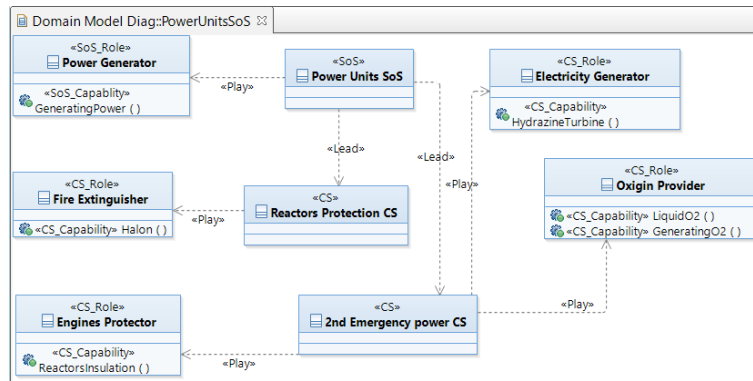 Domain Model Diag::PowerUnitsSoS
«SoS_Role»
Power Generator
«SoS_Capablity»
GeneratingPower ( )
«Play»
«SoS»
Power Units SoS
«CS_Role»
Electricity Generator
«CS_Capability»
HydrazineTurbine ( )
«Lead»
«Lead»
«Play»
«CS_Role»
Fire Extinguisher
«CS_Capability» Halon ( )
«Play»
«CS»
Reactors Protection CS
«CS_Role»
Oxigin Provider
«CS_Capability» LiquidO2 ( )
«CS_Capability» GeneratingO2 ( )
«CS_Role»
Engines Protector
«CS_Capability»
ReactorsInsulation ( )
«Play»
«CS»
2nd Emergency power CS
«Play»